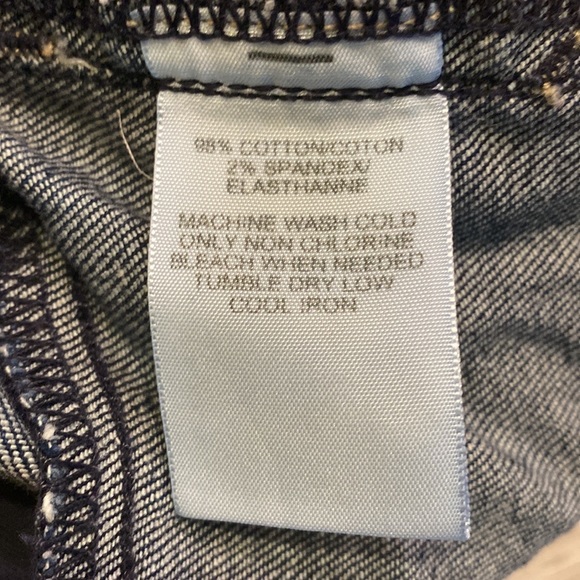 98% COTTON/COTON
2% SPANDEX/
ELASTHANNE
MACHINE WASH COLD
ONLY NON CHLORINE
BLEACH WHEN NEEDED
TUMBLE DRY LOW
COOL IRON